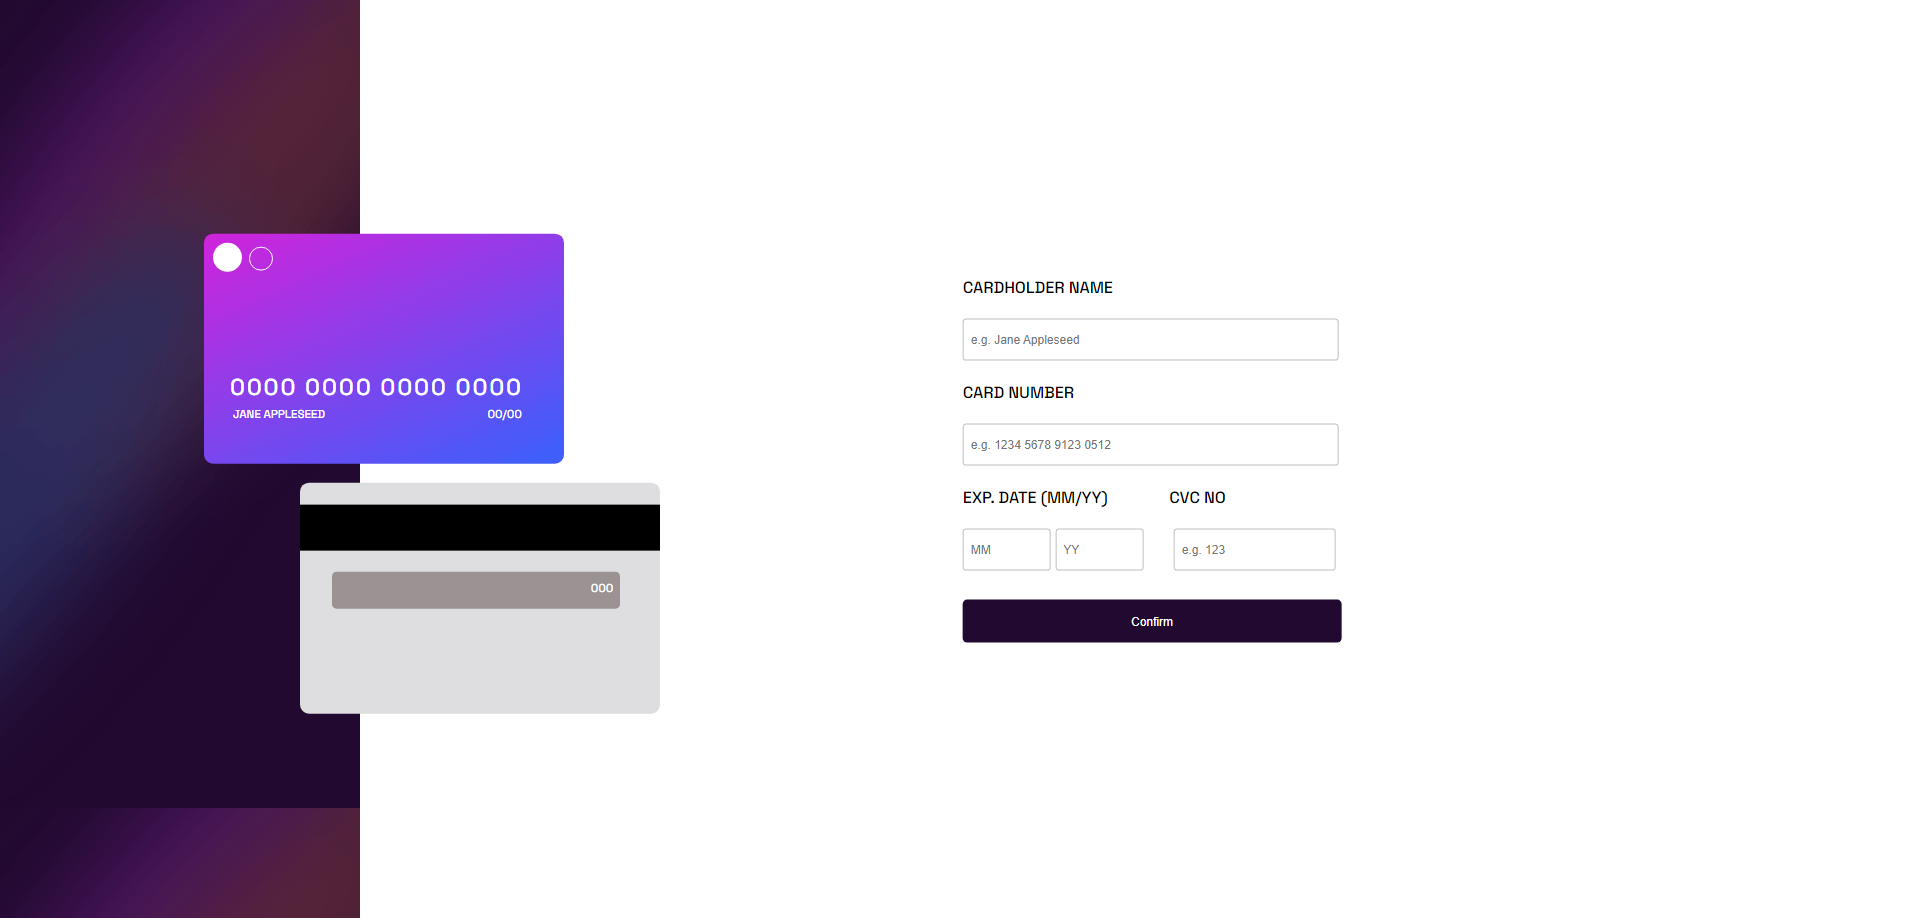 0000 0000 0000 0000
JANE APPLESEED 00/00
000
CARDHOLDER NAME
e.g. Jane Appleseed
CARD NUMBER
e.g. 1234 5678 9123 0512
EXP. DATE (MM/YY) CVC NO
MM YY e.g. 123
Confirm